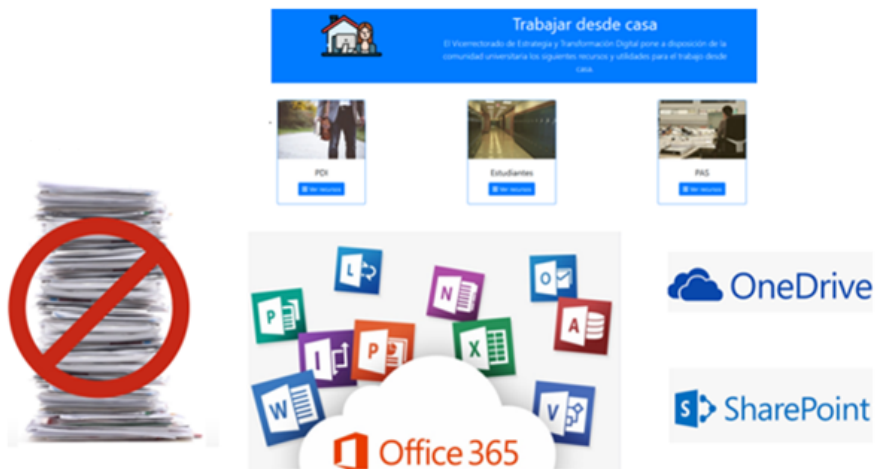 Trabajar desde casa
El Vicerrectorado de Estrategia y Transformación Digital pone a disposición de la
comunidad universitaria los siguientes recursos y utilidades para el trabajo desde
casa.
PDI
Ver recursos
Estudiantes
Ver recursos
PAS
Ver recursos
L
N
O
P
A
I
P
X
W
V
Office 365
OneDrive
S
SharePoint